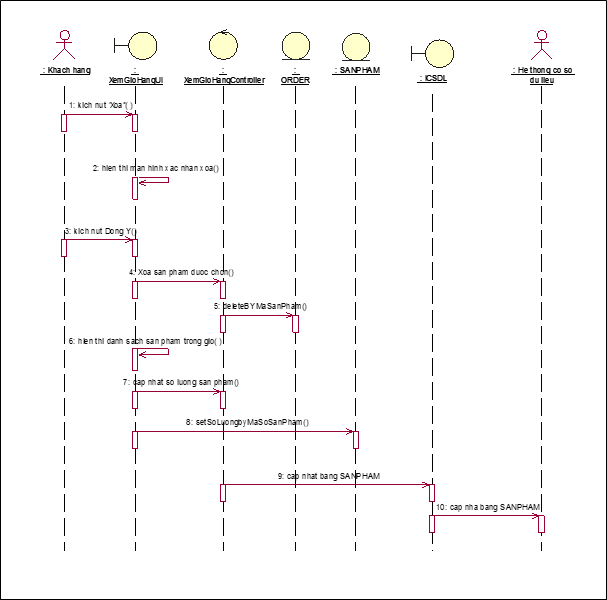 : Khach hang
:
XemGioHangUI
:
XemGioHangController
:
ORDER
: SANPHAM
: ICSDL
: He thong co so
du lieu
1: kich nut "Xoa"( )
2: hien thi man hinh xac nhan xoa()
3: kich nut Dong Y()
4: Xoa san pham duoc chon()
5: deleteBYMaSanPham()
6: hien thi danh sach san pham trong gio( )
7: cap nhat so luong san pham()
8: setSoLuongbyMaSoSanPham()
9: cap nhat bang SANPHAM
10: cap nha bang SANPHAM